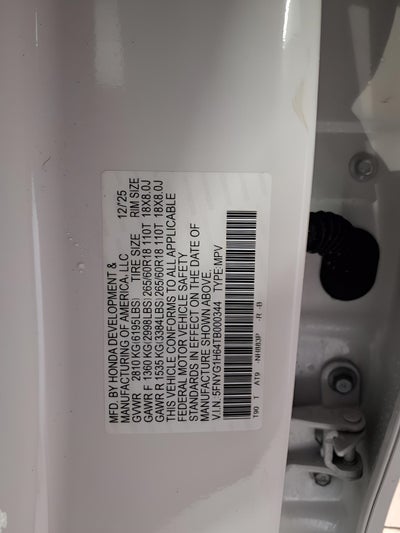 MFD. BY HONDA DEVELOPMENT &
MANUFACTURING OF AMERICA, LLC 12/'25
GVWR 2810 KG(6195LBS) TIRE SIZE RIM SIZE
GAWR F 1360 KG(2998LBS)265/60R18 110T 18X8.0J
GAWR R 1535 KG(3384LBS)265/60R18 110T 18X8.0J
THIS VEHICLE CONFORMS TO ALL APPLICABLE
FEDERAL MOTOR VEHICLE SAFETY
STANDARDS IN EFFECT ON THE DATE OF
MANUFACTURE SHOWN ABOVE.
V.I.N. 5FNYG1H64TB000344 TYPE:MPV
T90 T AT9 -NH883P -R -B